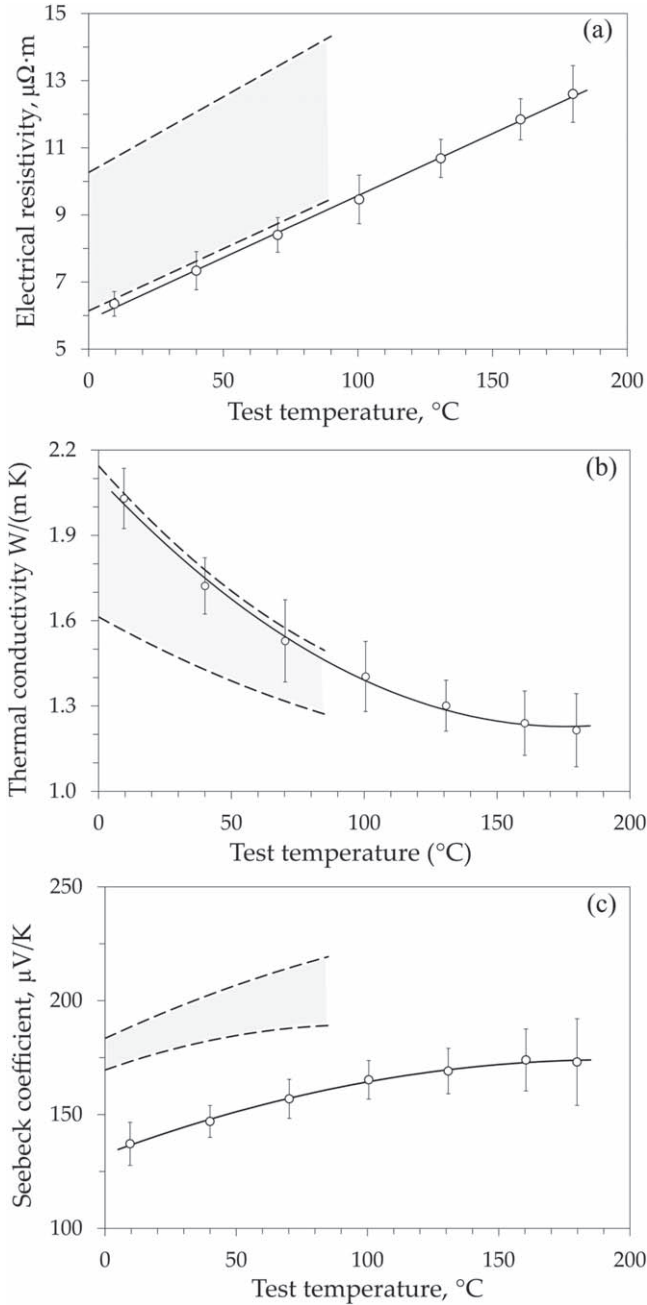 (a)
Electrical resistivity, μΩ·m
15
13
11
9
7
5
0 50 100 150 200
Test temperature, °C
(b)
Thermal conductivity W/(m K)
2.2
1.9
1.6
1.3
1.0
0 50 100 150 200
Test temperature (°C)
(c)
Seebeck coefficient, μV/K
250
200
150
100
0 50 100 150 200
Test temperature, °C